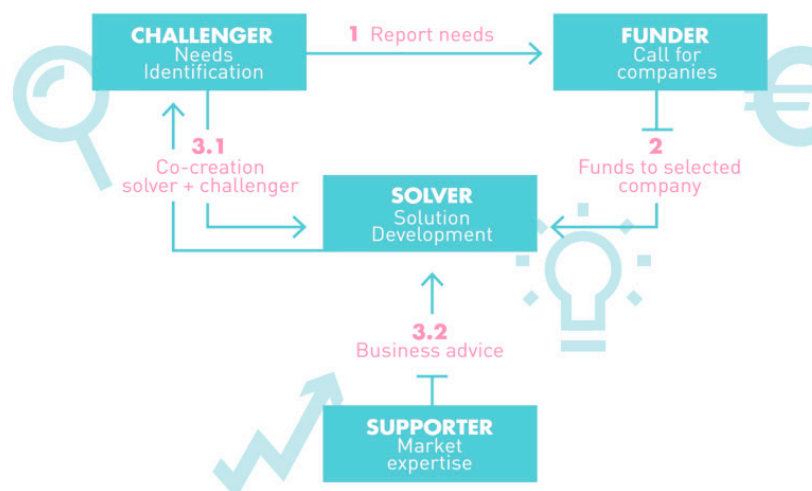 CHALLENGER
Needs
Identification
1 Report needs
FUNDER
Call for
companies
3.1
Co-creation
solver + challenger
2
Funds to selected
company
SOLVER
Solution
Development
3.2
Business advice
SUPPORTER
Market
expertise